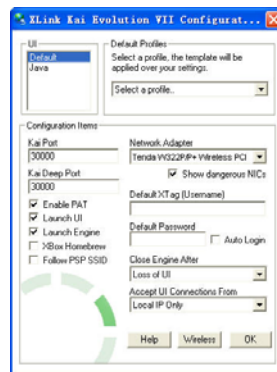 XLink Kai Evolution VII Configurat...
UI
Default
Java
Default Profiles
Select a profile, the template will be
applied over your settings.
Select a profile..
Configuration Items
Kai Port
30000
Kai Deep Port
30000
Enable PAT
Launch UI
Launch Engine
XBox Homebrew
Follow PSP SSID
Network Adapter
Tenda W322P/P+ Wireless PCI
Show dangerous NICs
Default XTag (Username)
Default Password
Auto Login
Close Engine After
Loss of UI
Accept UI Connections From
Local IP Only
Help
Wireless
OK